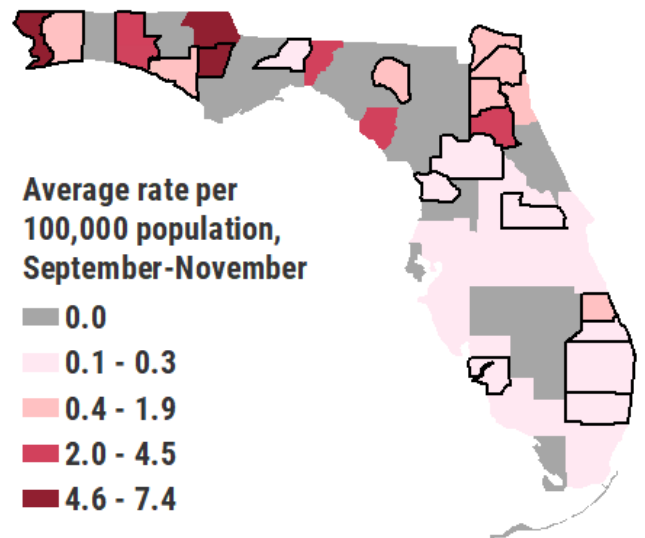 Average rate per
100,000 population,
September-November
0.0
0.1 - 0.3
0.4 - 1.9
2.0 - 4.5
4.6 - 7.4